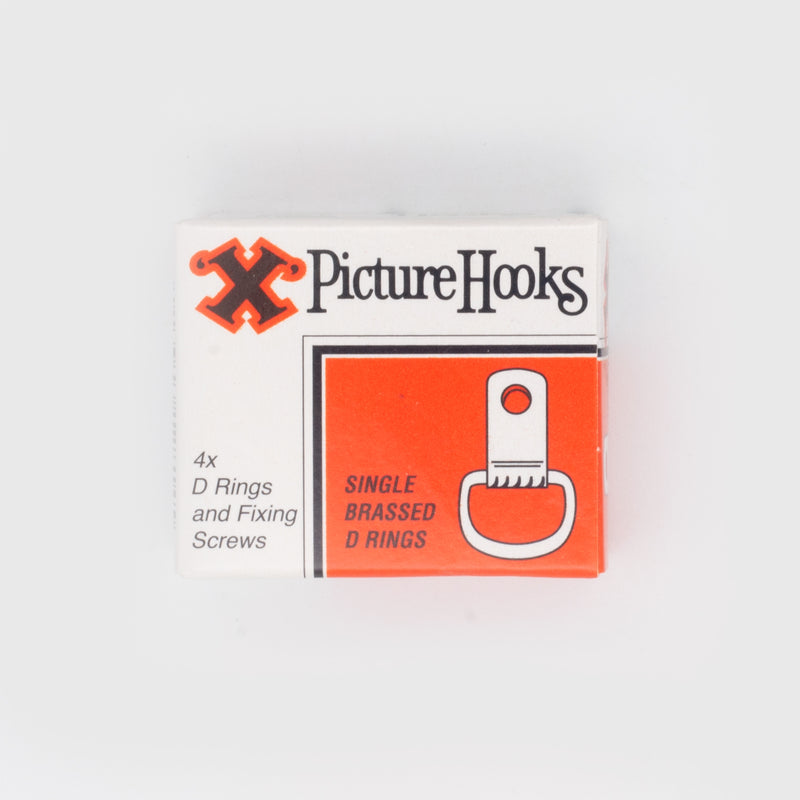 'X' Picture Hooks
4x
D Rings
and Fixing
Screws
SINGLE
BRASSED
D RINGS